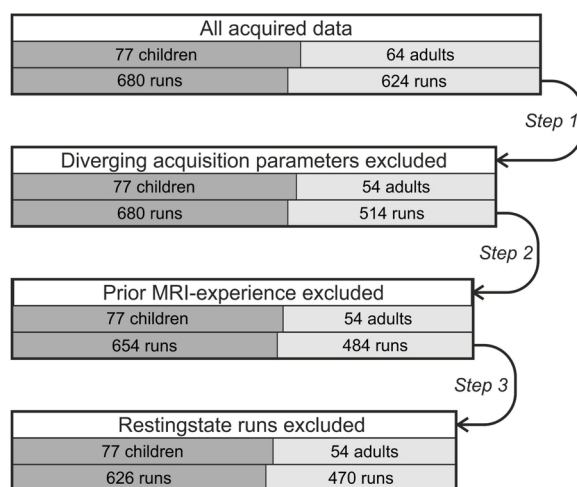 All acquired data
77 children 64 adults
680 runs 624 runs
Step 1
Diverging acquisition parameters excluded
77 children 54 adults
680 runs 514 runs
Step 2
Prior MRI-experience excluded
77 children 54 adults
654 runs 484 runs
Step 3
Restingstate runs excluded
77 children 54 adults
626 runs 470 runs